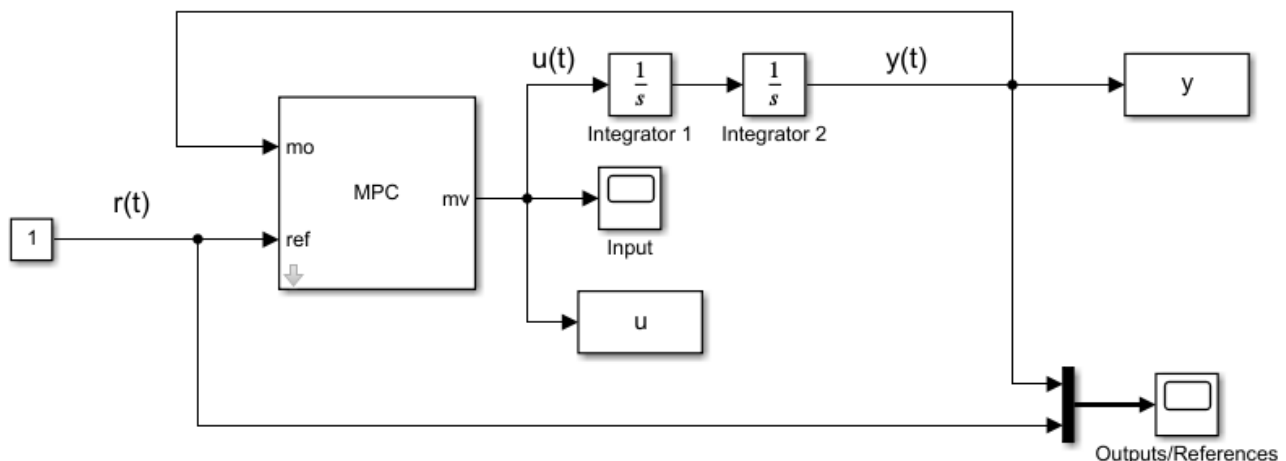 u(t)
1
s
Integrator 1
1
s
Integrator 2
y(t)
y
mo
MPC
mv
ref
r(t)
1
Input
u
Outputs/References